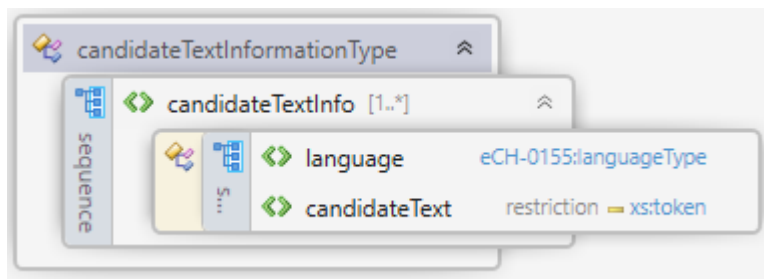 candidateTextInformationType
candidateTextInfo [1..*]
sequence
language eCH-0155:languageType
s...
candidateText restriction xs:token